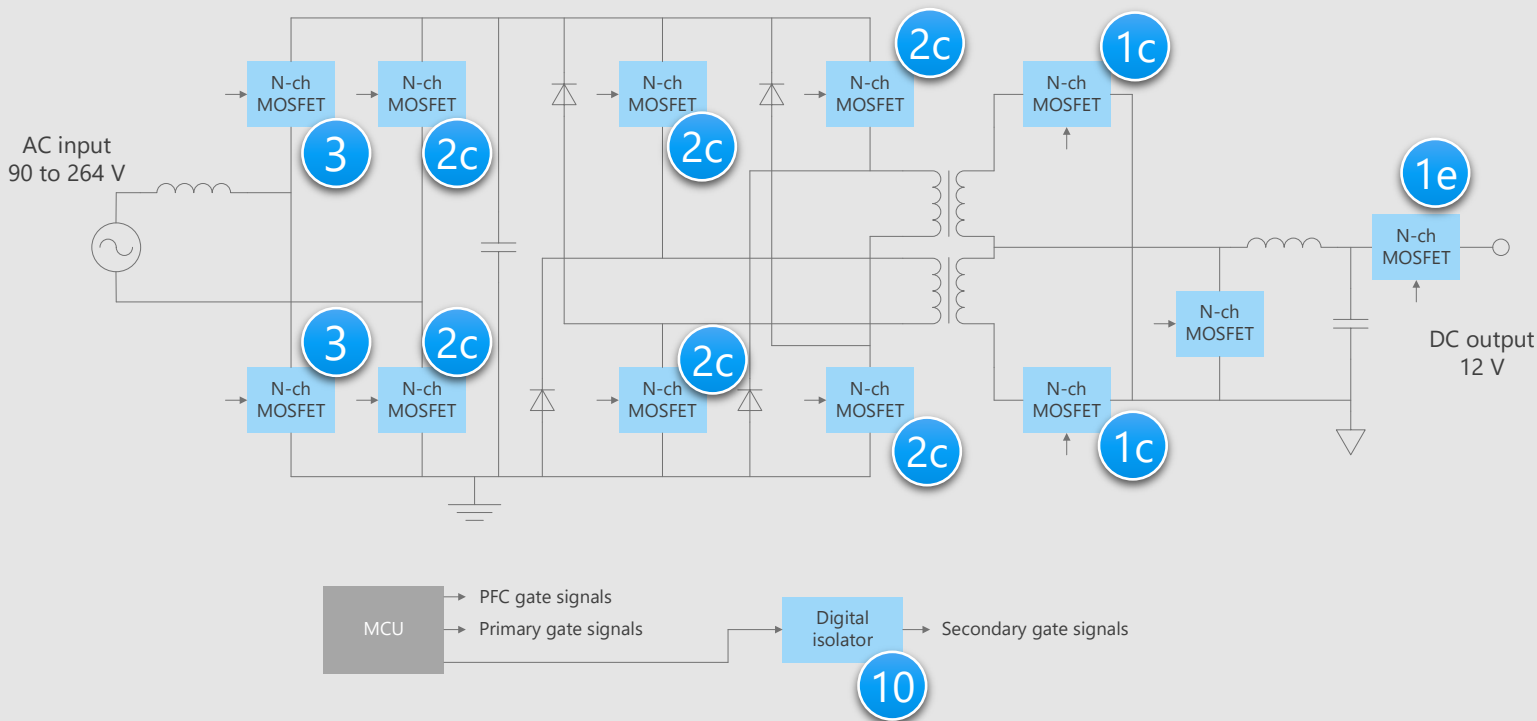 2c
1c
N-ch
MOSFET
N-ch
MOSFET
N-ch
MOSFET
N-ch
MOSFET
N-ch
MOSFET
3
2c
2c
AC input
90 to 264 V
1e
N-ch
MOSFET
N-ch
MOSFET
DC output
12 V
3
2c
2c
N-ch
MOSFET
N-ch
MOSFET
N-ch
MOSFET
N-ch
MOSFET
N-ch
MOSFET
2c
1c
MCU
PFC gate signals
Primary gate signals
Digital
isolator
Secondary gate signals
10